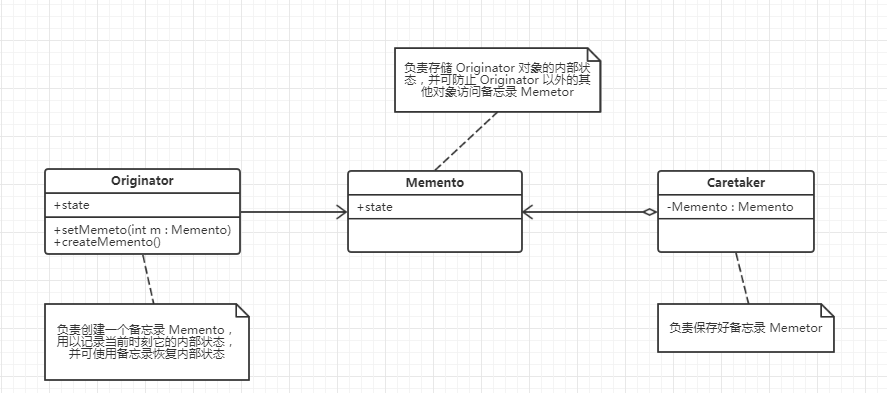 负责存储 Originator 对象的内部状
态，并可防止 Originator 以外的其
他对象访问备忘录 Memetor
Originator
+state
+setMemeto(int m : Memento)
+createMemento()
Memento
+state
Caretaker
-Memento : Memento
负责创建一个备忘录 Memento，
用以记录当前时刻它的内部状态，
并可使用备忘录恢复内部状态
负责保存好备忘录 Memetor